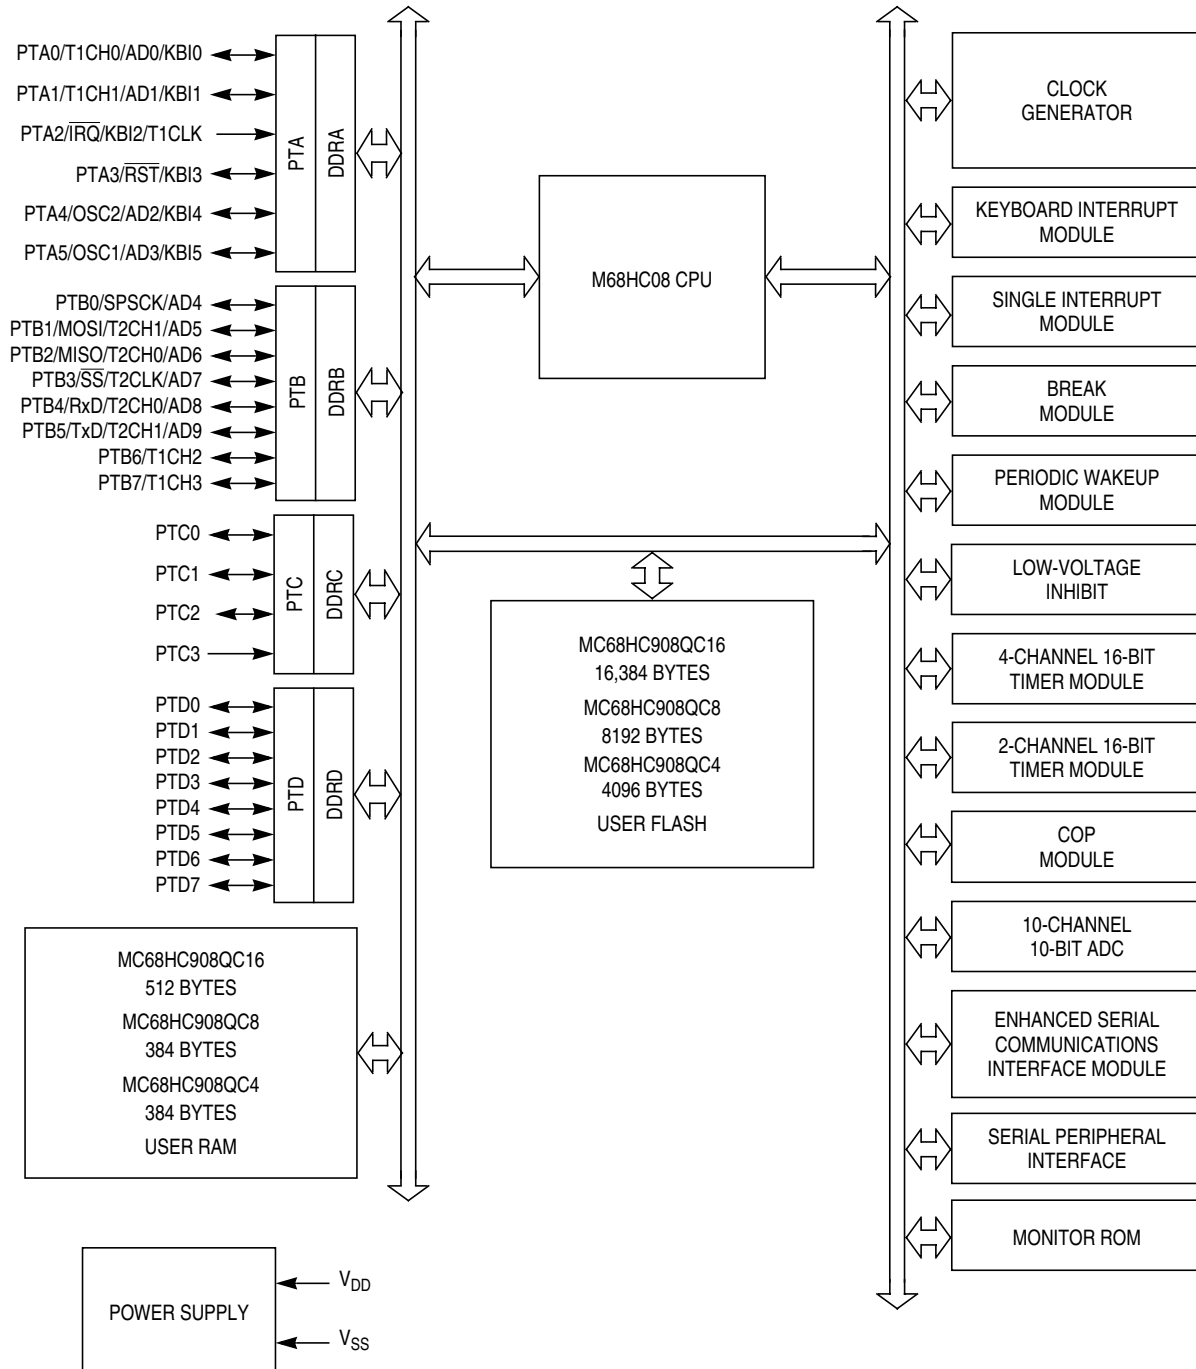 PTA0/T1CH0/AD0/KBI0
PTA1/T1CH1/AD1/KBI1
PTA2/IRQ/KBI2/T1CLK
PTA3/RST/KBI3
PTA4/OSC2/AD2/KBI4
PTA5/OSC1/AD3/KBI5
PTA
DDRA
PTB0/SPSCK/AD4
PTB1/MOSI/T2CH1/AD5
PTB2/MISO/T2CH0/AD6
PTB3/SS/T2CLK/AD7
PTB4/RxD/T2CH0/AD8
PTB5/TxD/T2CH1/AD9
PTB6/T1CH2
PTB7/T1CH3
PTB
DDRB
PTC0
PTC1
PTC2
PTC3
PTC
DDRC
PTD0
PTD1
PTD2
PTD3
PTD4
PTD5
PTD6
PTD7
PTD
DDRD
MC68HC908QC16
512 BYTES
MC68HC908QC8
384 BYTES
MC68HC908QC4
384 BYTES
USER RAM
POWER SUPPLY
VDD
VSS
M68HC08 CPU
MC68HC908QC16
16,384 BYTES
MC68HC908QC8
8192 BYTES
MC68HC908QC4
4096 BYTES
USER FLASH
CLOCK
GENERATOR
KEYBOARD INTERRUPT
MODULE
SINGLE INTERRUPT
MODULE
BREAK
MODULE
PERIODIC WAKEUP
MODULE
LOW-VOLTAGE
INHIBIT
4-CHANNEL 16-BIT
TIMER MODULE
2-CHANNEL 16-BIT
TIMER MODULE
COP
MODULE
10-CHANNEL
10-BIT ADC
ENHANCED SERIAL
COMMUNICATIONS
INTERFACE MODULE
SERIAL PERIPHERAL
INTERFACE
MONITOR ROM